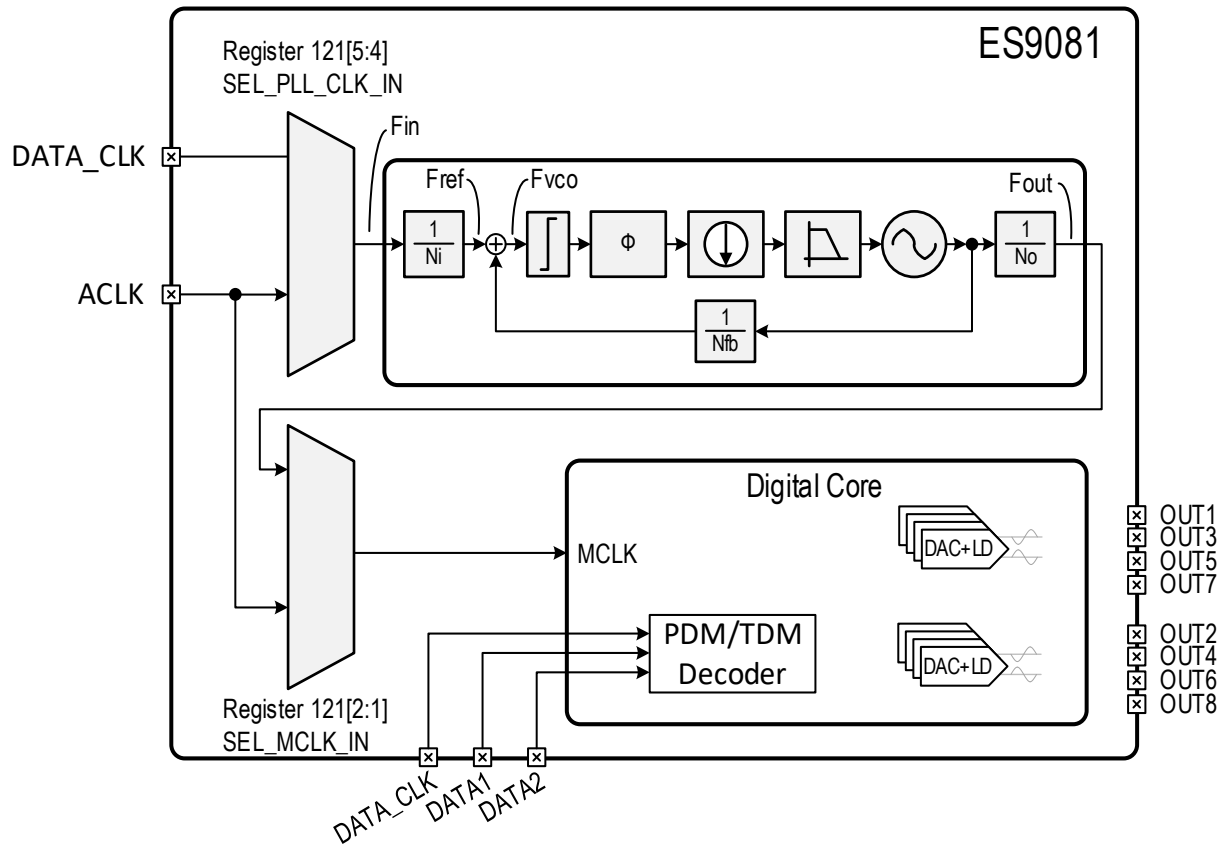 ES9081
Register 121[5:4]
SEL_PLL_CLK_IN
DATA_CLK
Fin
Fref
Fvco
Fout
1
Ni
Φ
1
No
ACLK
1
Nfb
Digital Core
MCLK
DAC+LD
OUT1
OUT3
OUT5
OUT7
PDM/TDM
Decoder
DAC+LD
OUT2
OUT4
OUT6
OUT8
Register 121[2:1]
SEL_MCLK_IN
DATA_CLK
DATA1
DATA2